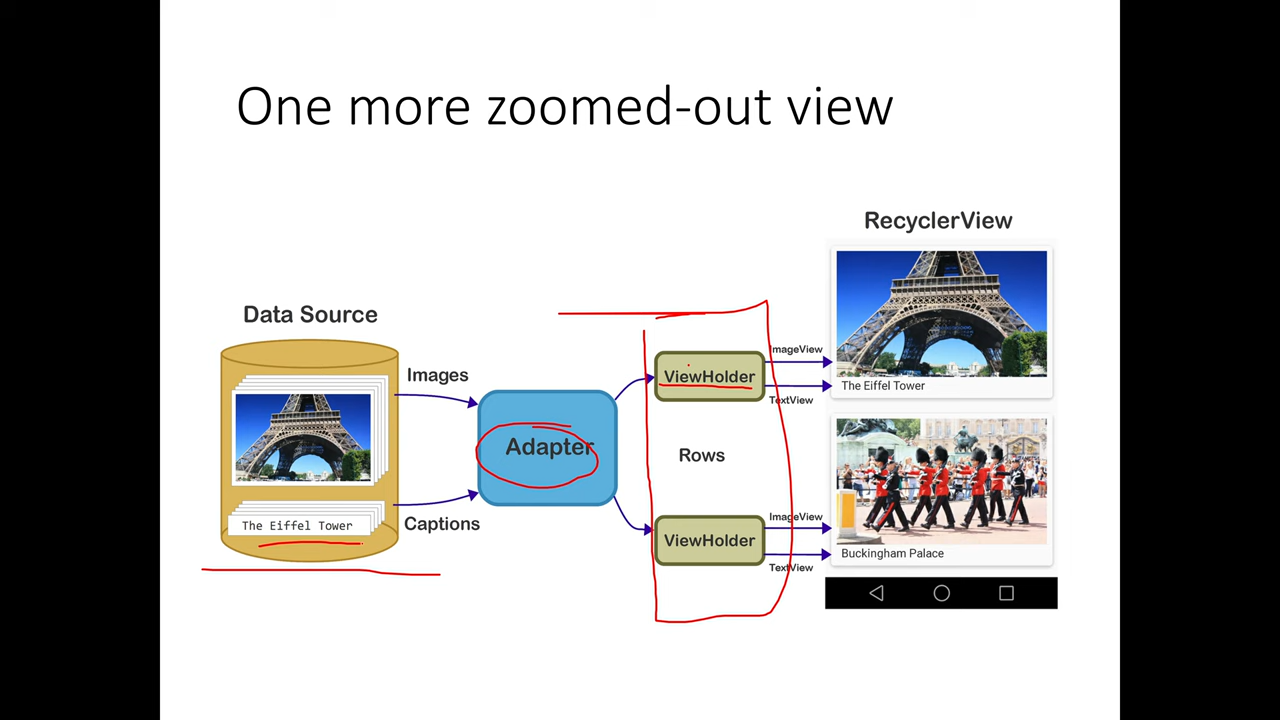 One more zoomed-out view
RecyclerView
Data Source
Images
Captions
The Eiffel Tower
Adapter
ViewHolder
Rows
ViewHolder
ImageView
TextView
ImageView
TextView
The Eiffel Tower
Buckingham Palace